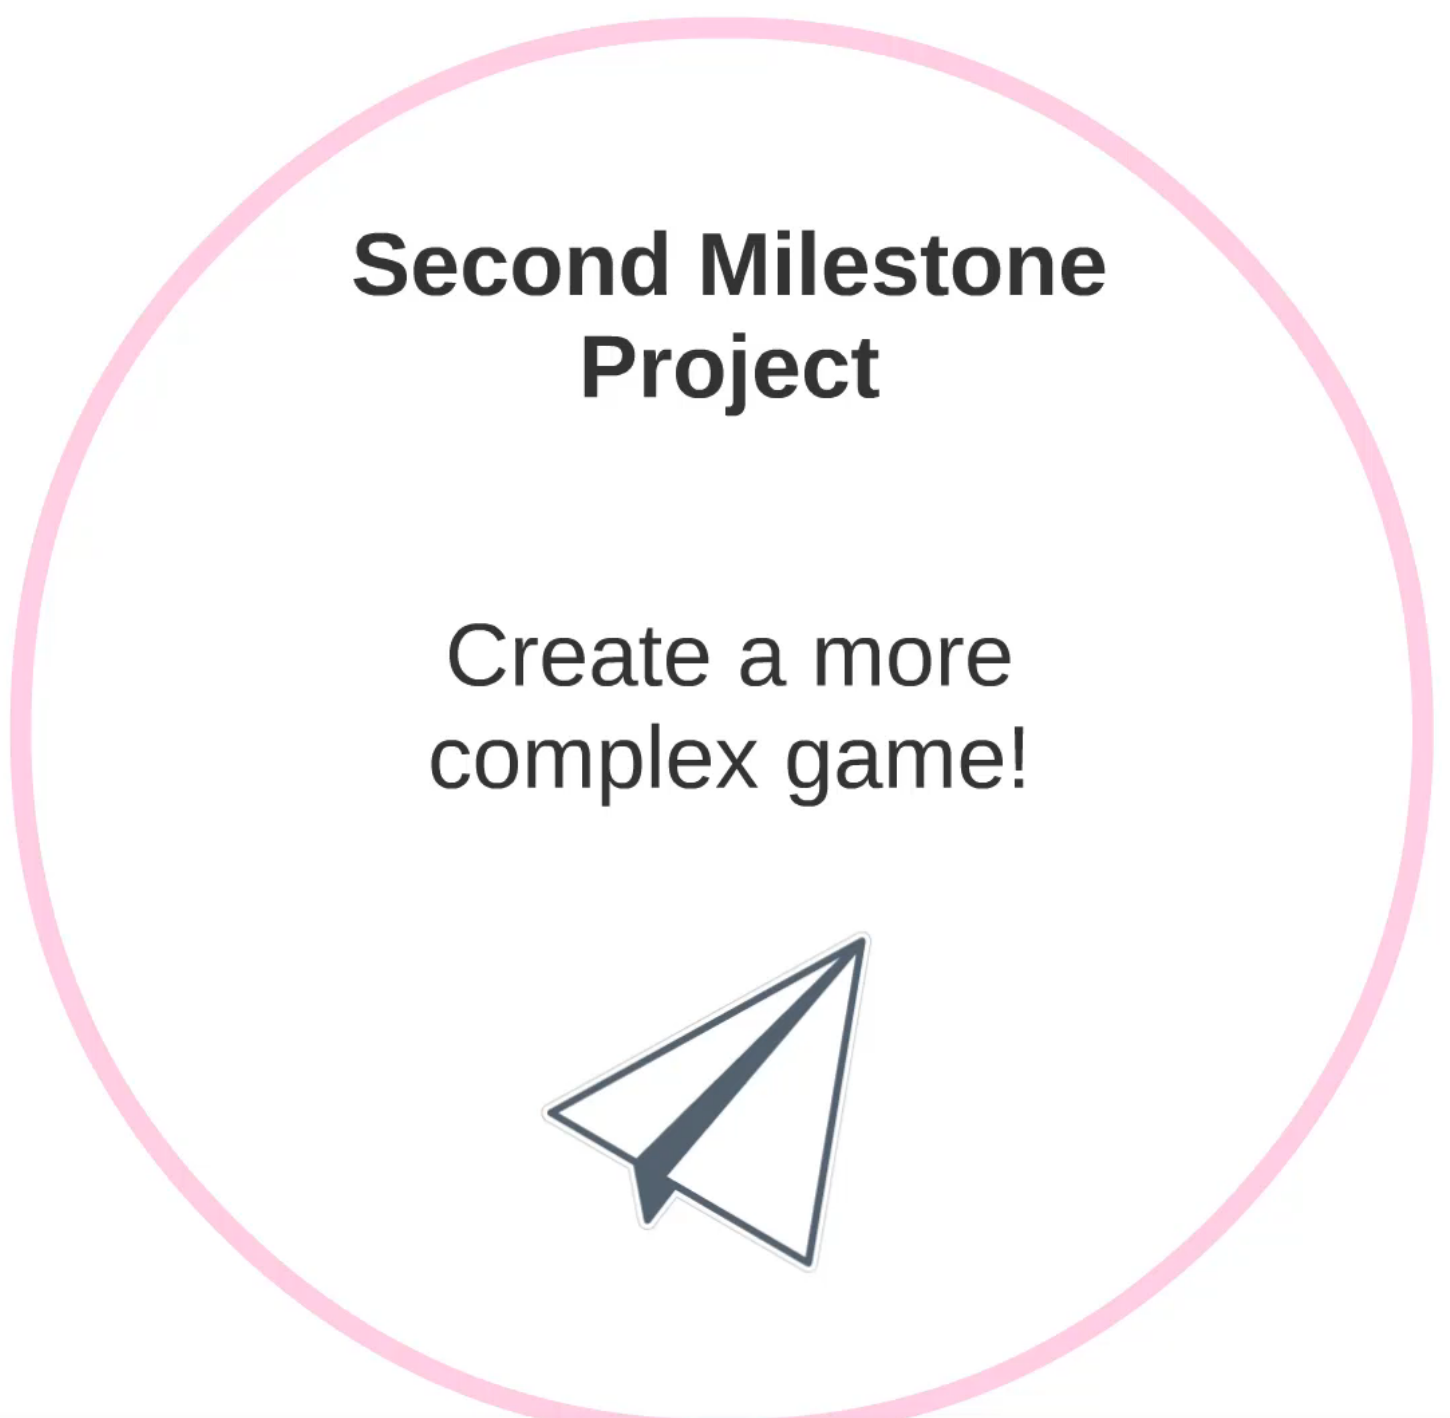 Second Milestone
Project
Create a more
complex game!